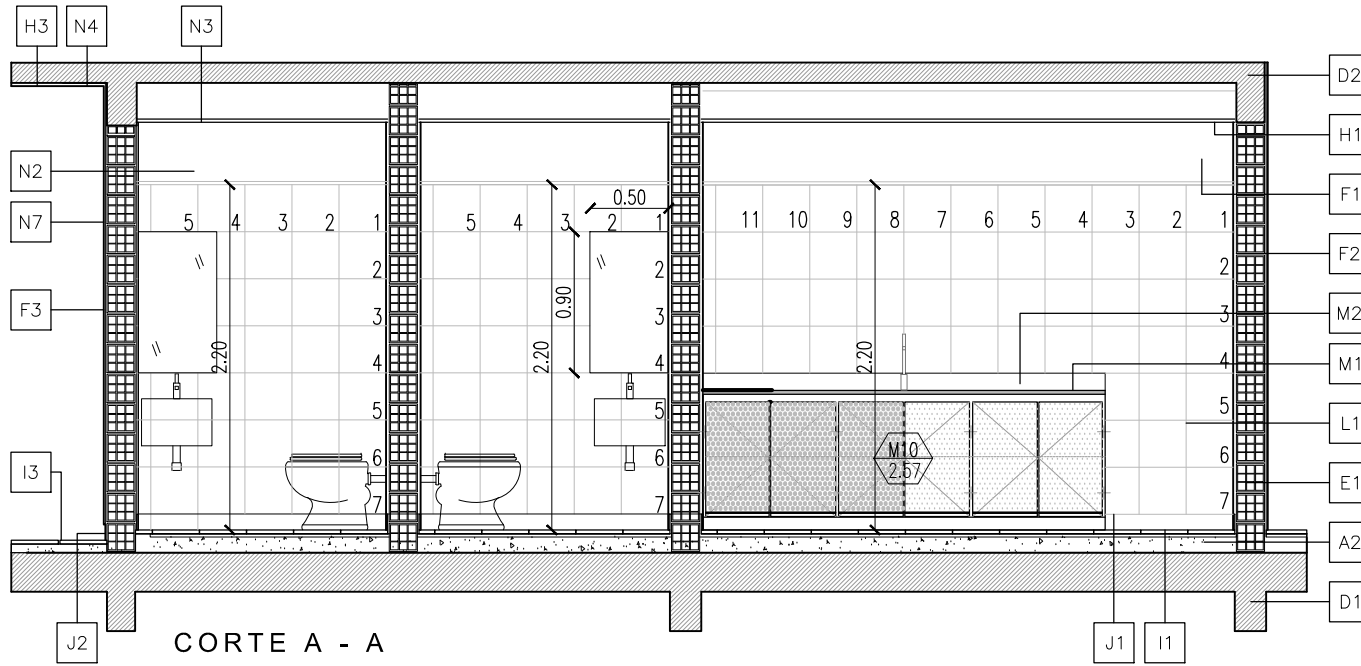 H3 N4 N3
D2
H1
N2
F1
0.50
N7
5 4 3 2 1
5 4 3 2 1
11 10 9 8 7 6 5 4 3 2 1
F2
2 2 2
0.90
F3
3 3 3
M2
2.20 2.20 2.20
4 4 4
M1
5 5 5
L1
M10
2.57
6 6 6
I3
E1
7 7 7
A2
D1
J2
CORTE A - A
J1 I1